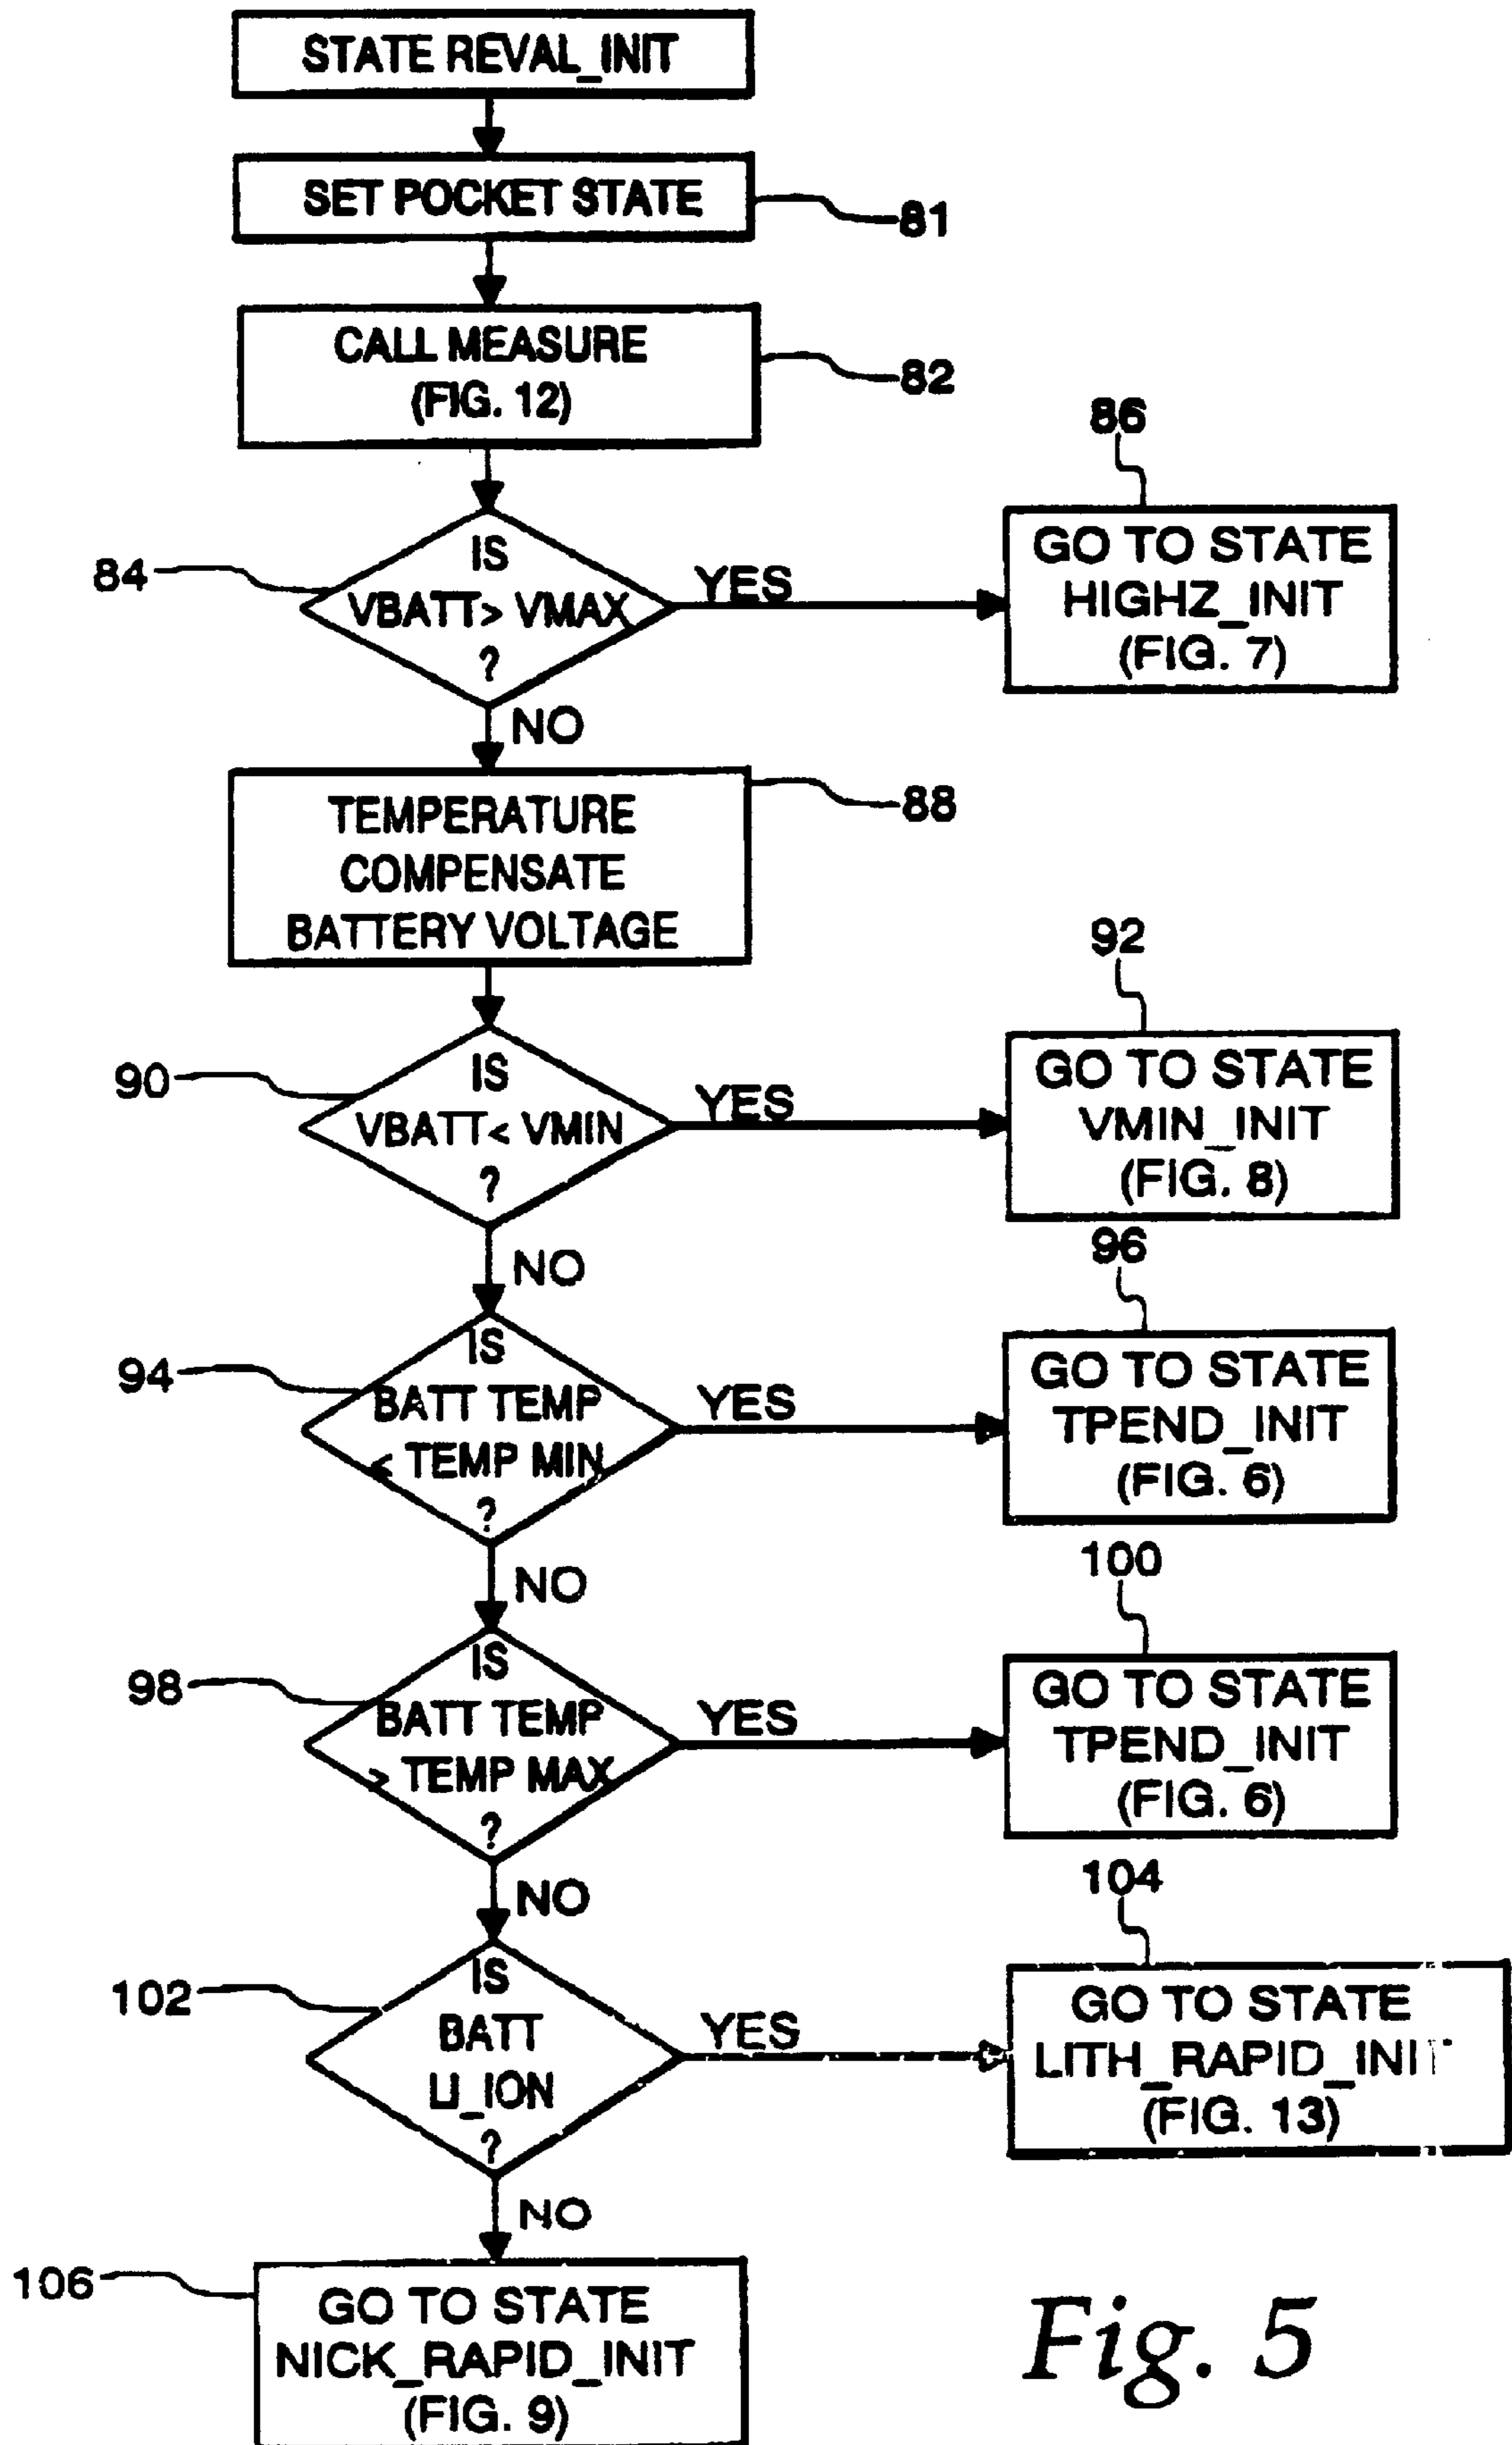 STATE REVAL_INIT
SET POCKET STATE
81
CALL MEASURE
(FIG. 12)
82
84
IS
VBATT> VMAX
?
YES
86
GO TO STATE
HIGHZ_INIT
(FIG. 7)
NO
TEMPERATURE
COMPENSATE
BATTERY VOLTAGE
88
90
IS
VBATT< VMIN
?
YES
92
GO TO STATE
VMIN_INIT
(FIG. 8)
NO
94
IS
BATT TEMP
< TEMP MIN
?
YES
96
GO TO STATE
TPEND_INIT
(FIG. 6)
NO
98
IS
BATT TEMP
> TEMP MAX
?
YES
100
GO TO STATE
TPEND_INIT
(FIG. 6)
NO
102
IS
BATT
LI_ION
?
YES
104
GO TO STATE
LITH_RAPID_INIT
(FIG. 13)
NO
106
GO TO STATE
NICK_RAPID_INIT
(FIG. 9)
Fig. 5